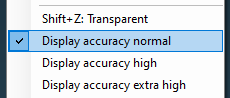 Shift+Z: Transparent
Display accuracy normal
Display accuracy high
Display accuracy extra high